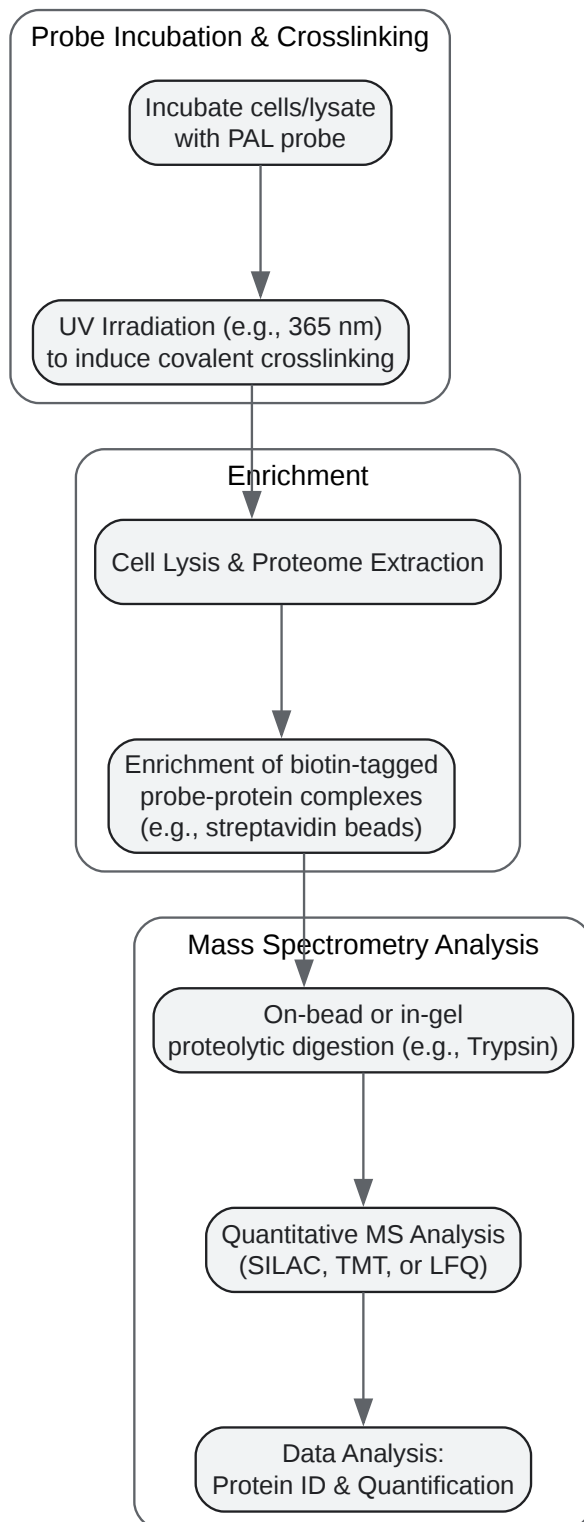 Probe Incubation & Crosslinking
Incubate cells/lysate
with PAL probe
UV Irradiation (e.g., 365 nm)
to induce covalent crosslinking
Enrichment
Cell Lysis & Proteome Extraction
Enrichment of biotin-tagged
probe-protein complexes
(e.g., streptavidin beads)
Mass Spectrometry Analysis
On-bead or in-gel
proteolytic digestion (e.g., Trypsin)
Quantitative MS Analysis
(SILAC, TMT, or LFQ)
Data Analysis:
Protein ID & Quantification